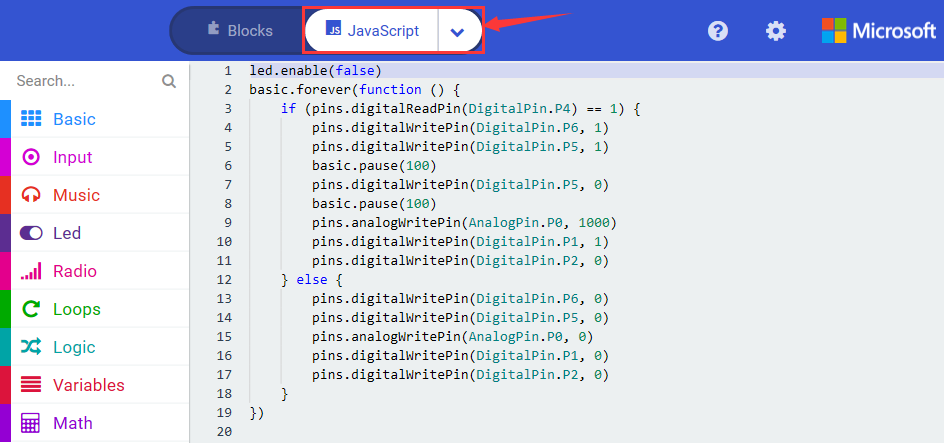 Blocks
JS JavaScript
Microsoft
Search...
Basic
Input
Music
Led
Radio
Loops
Logic
Variables
Math
1 led.enable(false)
2 basic.forever(function () {
3     if (pins.digitalReadPin(DigitalPin.P4) == 1) {
4         pins.digitalWritePin(DigitalPin.P6, 1)
5         pins.digitalWritePin(DigitalPin.P5, 1)
6         basic.pause(100)
7         pins.digitalWritePin(DigitalPin.P5, 0)
8         basic.pause(100)
9         pins.analogWritePin(AnalogPin.P0, 1000)
10         pins.digitalWritePin(DigitalPin.P1, 1)
11         pins.digitalWritePin(DigitalPin.P2, 0)
12     } else {
13         pins.digitalWritePin(DigitalPin.P6, 0)
14         pins.digitalWritePin(DigitalPin.P5, 0)
15         pins.analogWritePin(AnalogPin.P0, 0)
16         pins.digitalWritePin(DigitalPin.P1, 0)
17         pins.digitalWritePin(DigitalPin.P2, 0)
18     }
19 })
20